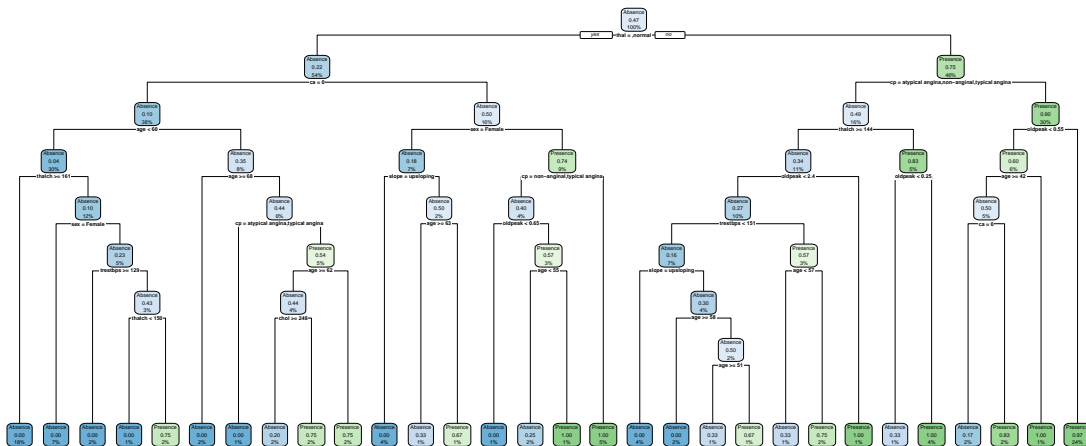 Absence
0.47
100%
yes thal = ,normal no
Absence
0.22
54%
ca = 0
Presence
0.75
46%
cp = atypical angina,non-anginal,typical angina
Absence
0.10
38%
age < 60
Absence
0.50
16%
sex = Female
Absence
0.49
16%
thalch >= 144
Presence
0.90
30%
oldpeak < 0.55
Absence
0.04
30%
thalch >= 161
Absence
0.35
8%
age >= 68
Absence
0.18
7%
slope = upsloping
Presence
0.74
9%
cp = non-anginal,typical angina
Absence
0.34
11%
oldpeak < 2.4
Presence
0.83
5%
oldpeak < 0.25
Presence
0.60
6%
age >= 42
Absence
0.10
12%
sex = Female
Absence
0.44
6%
cp = atypical angina,typical angina
Absence
0.50
2%
age >= 63
Absence
0.40
4%
oldpeak < 0.65
Absence
0.27
10%
trestbps < 151
Absence
0.50
5%
ca = 0
Absence
0.23
5%
trestbps >= 129
Presence
0.54
5%
age >= 62
Presence
0.57
3%
age < 55
Absence
0.16
7%
slope = upsloping
Presence
0.57
3%
age < 57
Absence
0.43
3%
thalch < 150
Absence
0.44
4%
chol >= 248
Absence
0.30
4%
age >= 58
Absence
0.50
2%
age >= 51
Absence
0.00
18%
Absence
0.00
7%
Absence
0.00
2%
Absence
0.00
1%
Presence
0.75
2%
Absence
0.00
2%
Absence
0.00
1%
Absence
0.20
2%
Presence
0.75
2%
Presence
0.75
2%
Absence
0.00
4%
Absence
0.33
1%
Presence
0.67
1%
Absence
0.00
1%
Absence
0.25
2%
Presence
1.00
1%
Presence
1.00
5%
Absence
0.00
4%
Absence
0.00
2%
Absence
0.33
1%
Presence
0.67
1%
Absence
0.33
1%
Presence
0.75
2%
Presence
1.00
1%
Absence
0.33
1%
Presence
1.00
4%
Absence
0.17
2%
Presence
0.83
2%
Presence
1.00
1%
Presence
0.97
24%